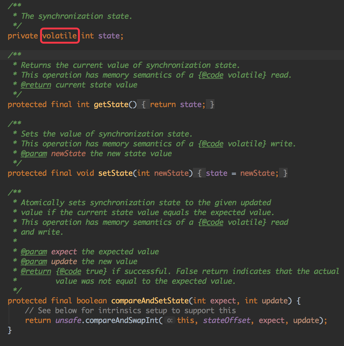 /**
 * The synchronization state.
 */
private volatile int state;
/**
 * Returns the current value of synchronization state.
 * This operation has memory semantics of a {@code volatile} read.
 * @return current state value
 */
protected final int getState() { return state; }
/**
 * Sets the value of synchronization state.
 * This operation has memory semantics of a {@code volatile} write.
 * @param newState the new state value
 */
protected final void setState(int newState) { state = newState; }
/**
 * Atomically sets synchronization state to the given updated
 * value if the current state value equals the expected value.
 * This operation has memory semantics of a {@code volatile} read
 * and write.
 *
 * @param expect the expected value
 * @param update the new value
 * @return {@code true} if successful. False return indicates that the actual
 *         value was not equal to the expected value.
 */
protected final boolean compareAndSetState(int expect, int update) {
    // See below for intrinsics setup to support this
    return unsafe.compareAndSwapInt( this, stateOffset, expect, update);
}